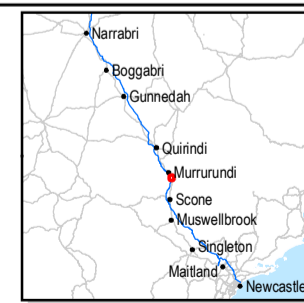 Narrabri
Boggabri
Gunnedah
Quirindi
Murrurundi
Scone
Muswellbrook
Singleton
Maitland
Newcastle